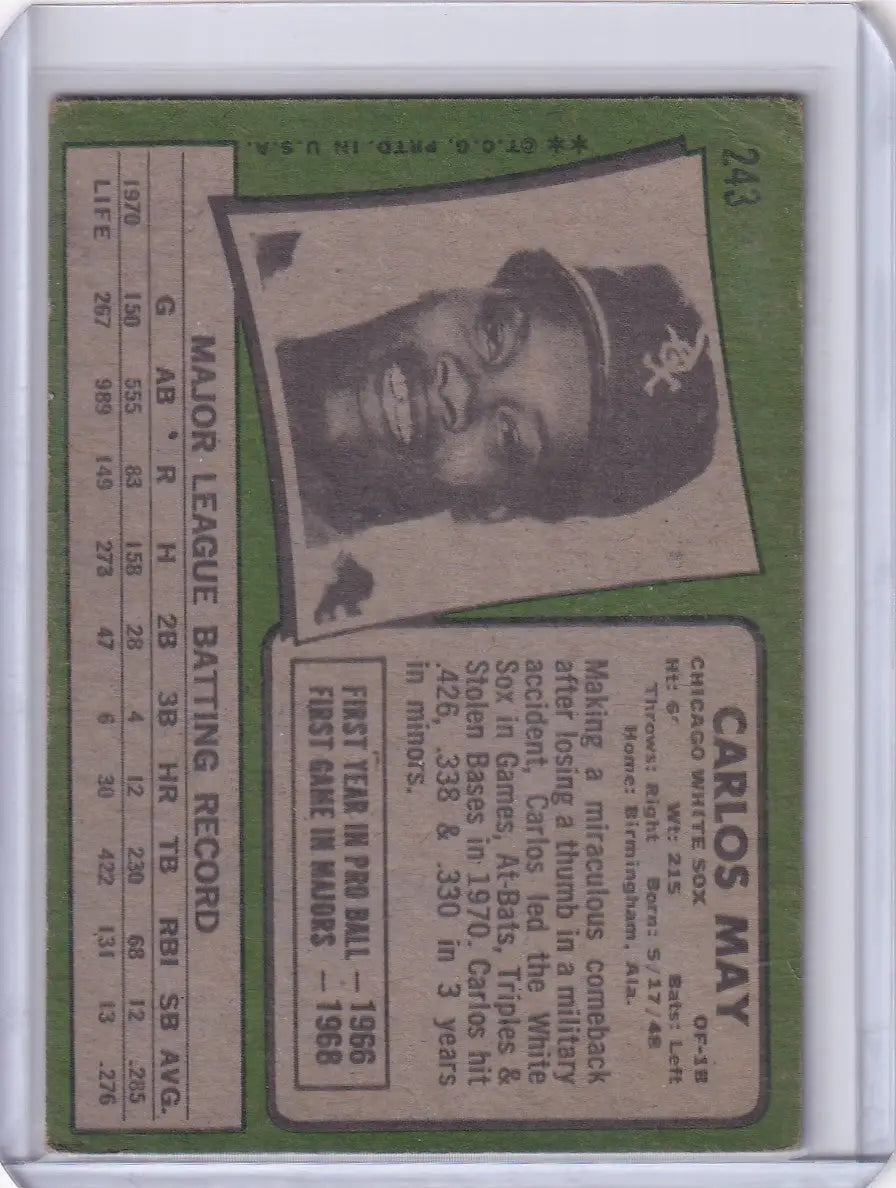 243
** ©T.C.G. PRTD. IN U.S.A.
CARLOS MAY
CHICAGO WHITE SOX OF-1B
Ht: 6' Wt: 215 Bats: Left
Throws: Right Born: 5/17/48
Home: Birmingham, Ala.
Making a miraculous comeback
after losing a thumb in a military
accident, Carlos led the White
Sox in Games, At-Bats, Triples &
Stolen Bases in 1970. Carlos hit
.426, .338 & .330 in 3 years
in minors.
FIRST YEAR IN PRO BALL — 1966
FIRST GAME IN MAJORS — 1968
MAJOR LEAGUE BATTING RECORD
G AB R H 2B 3B HR TB RBI SB AVG.
1970 150 555 83 158 28 4 12 230 68 12 .285
LIFE 267 989 149 273 47 6 30 422 131 13 .276